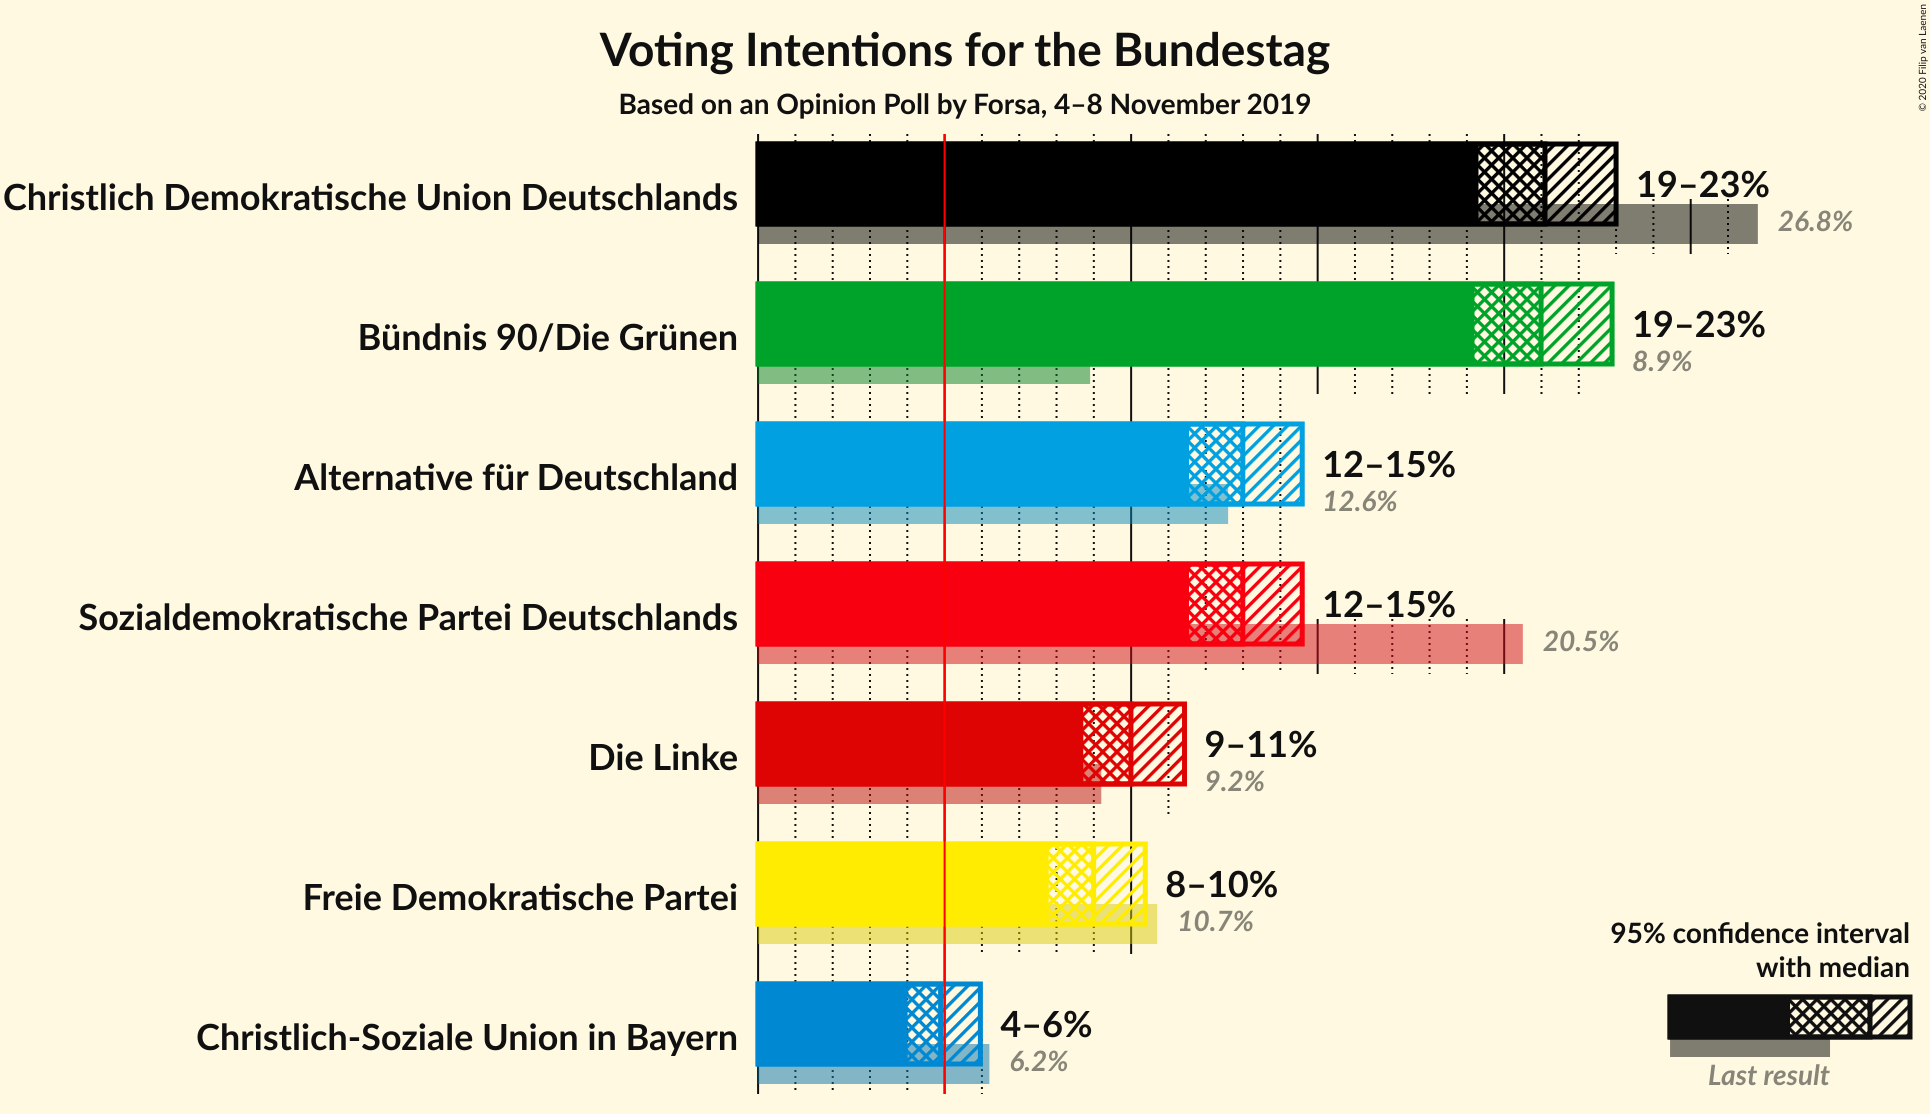 Voting Intentions for the Bundestag
Based on an Opinion Poll by Forsa, 4–8 November 2019
© 2020 Filip van Laenen
Christlich Demokratische Union Deutschlands
19–23%
26.8%
Bündnis 90/Die Grünen
19–23%
8.9%
Alternative für Deutschland
12–15%
12.6%
Sozialdemokratische Partei Deutschlands
12–15%
20.5%
Die Linke
9–11%
9.2%
Freie Demokratische Partei
8–10%
10.7%
Christlich-Soziale Union in Bayern
4–6%
6.2%
95% confidence interval
with median
Last result